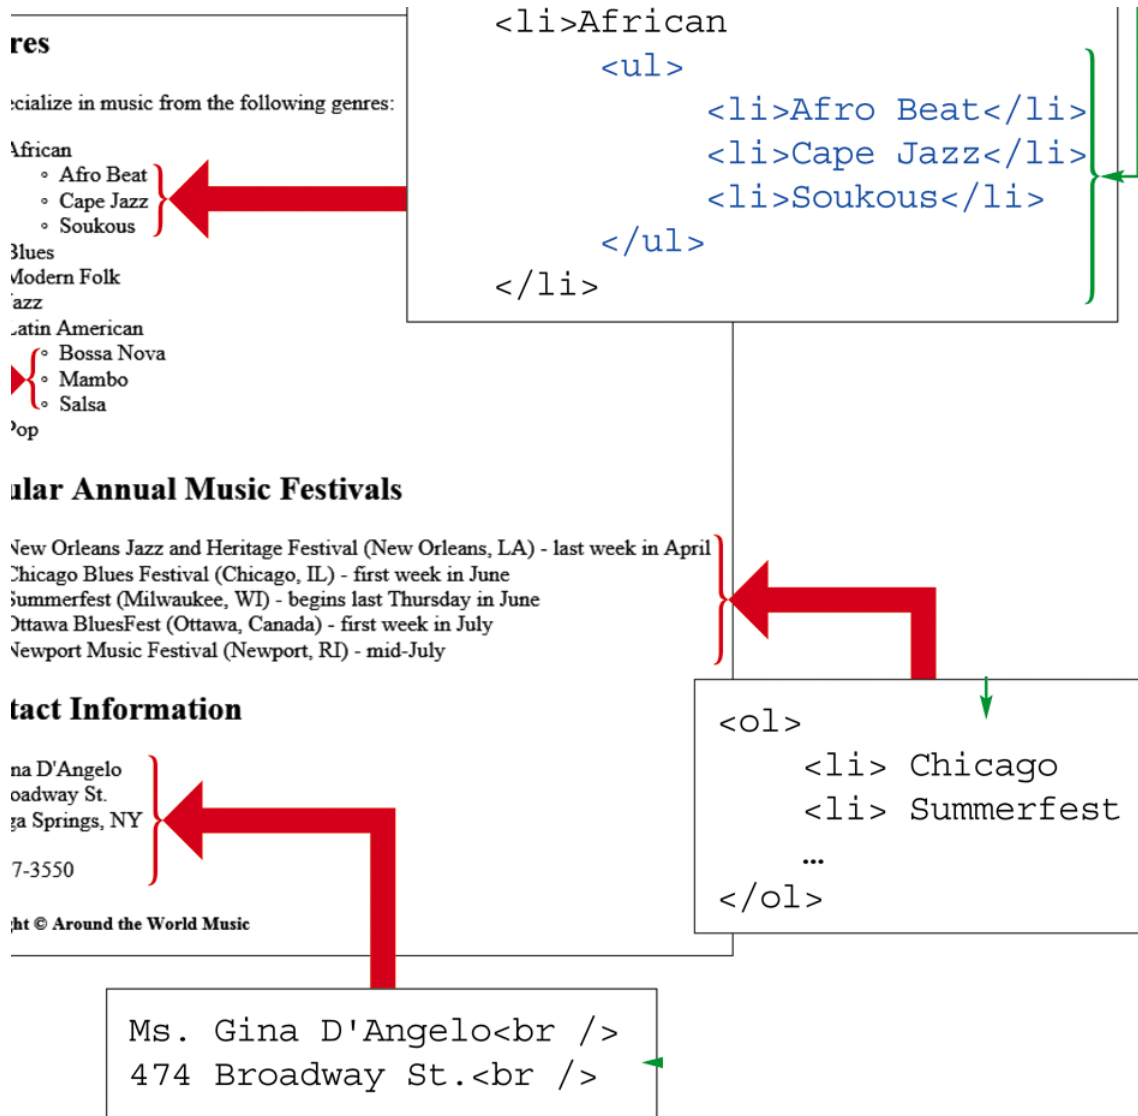 res
ecialize in music from the following genres:
African
Afro Beat
Cape Jazz
Soukous
Blues
Modern Folk
Jazz
Latin American
Bossa Nova
Mambo
Salsa
Pop
ular Annual Music Festivals
New Orleans Jazz and Heritage Festival (New Orleans, LA) - last week in April
Chicago Blues Festival (Chicago, IL) - first week in June
Summerfest (Milwaukee, WI) - begins last Thursday in June
Ottawa BluesFest (Ottawa, Canada) - first week in July
Newport Music Festival (Newport, RI) - mid-July
tact Information
na D'Angelo
oadway St.
ga Springs, NY
7-3550
ght © Around the World Music
<li>African
<ul>
<li>Afro Beat</li>
<li>Cape Jazz</li>
<li>Soukous</li>
</ul>
</li>
<ol>
<li> Chicago
<li> Summerfest
…
</ol>
Ms. Gina D'Angelo<br />
474 Broadway St.<br />